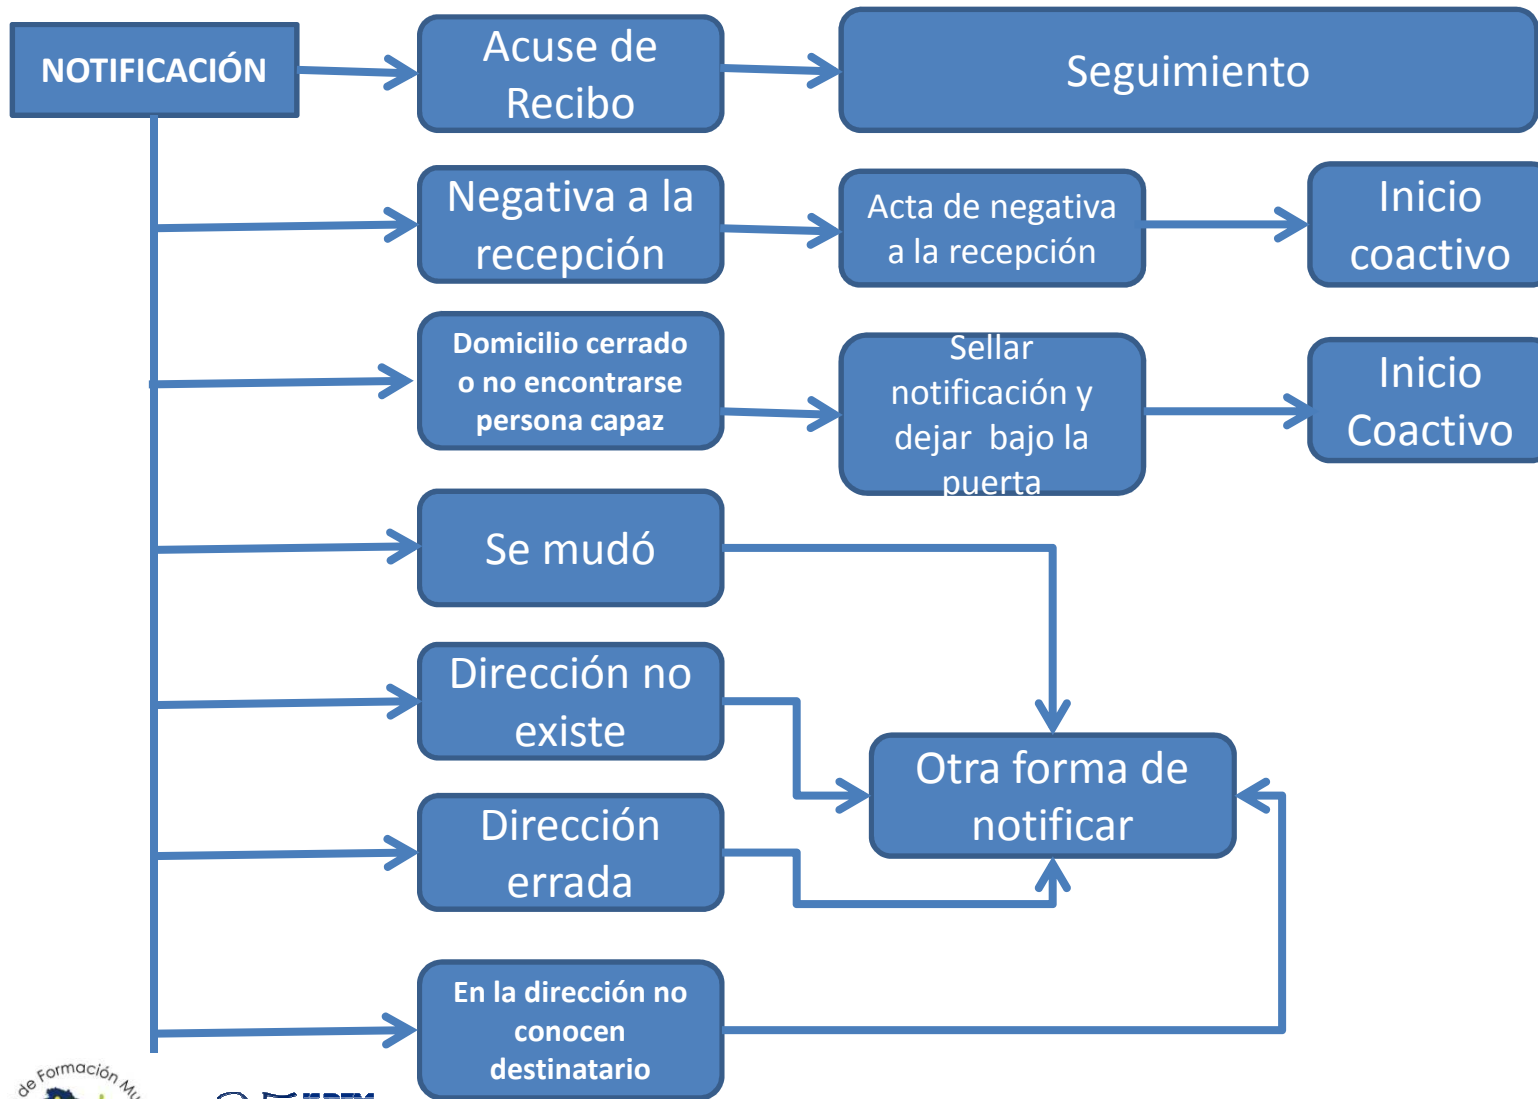 NOTIFICACIÓN
Acuse de
Recibo
Seguimiento
Negativa a la
recepción
Acta de negativa
a la recepción
Inicio
coactivo
Domicilio cerrado
o no encontrarse
persona capaz
Sellar
notificación y
dejar bajo la
puerta
Inicio
Coactivo
Se mudó
Dirección no
existe
Otra forma de
notificar
Dirección
errada
En la dirección no
conocen
destinatario
de Formación